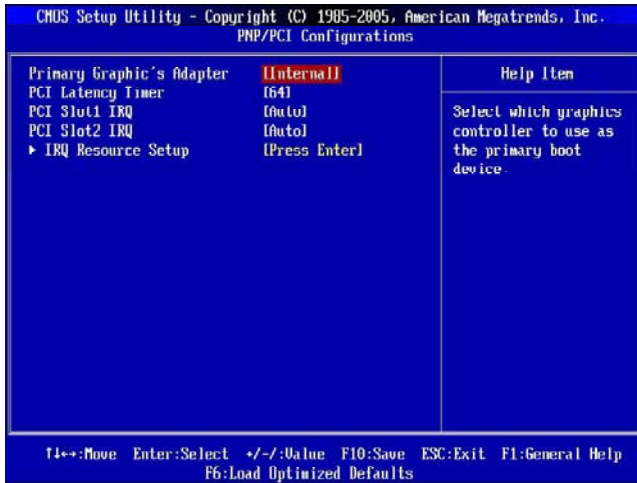 CMOS Setup Utility - Copyright (C) 1985-2005, American Megatrends, Inc.
PNP/PCI Configurations
Primary Graphic's Adapter [Internal]
PCI Latency Timer [64]
PCI Slot1 IRQ [Auto]
PCI Slot2 IRQ [Auto]
▶ IRQ Resource Setup [Press Enter]
Help Item
Select which graphics
controller to use as
the primary boot
device.
↑↓←→:Move Enter:Select +/-/:Value F10:Save ESC:Exit F1:General Help
F6:Load Optimized Defaults